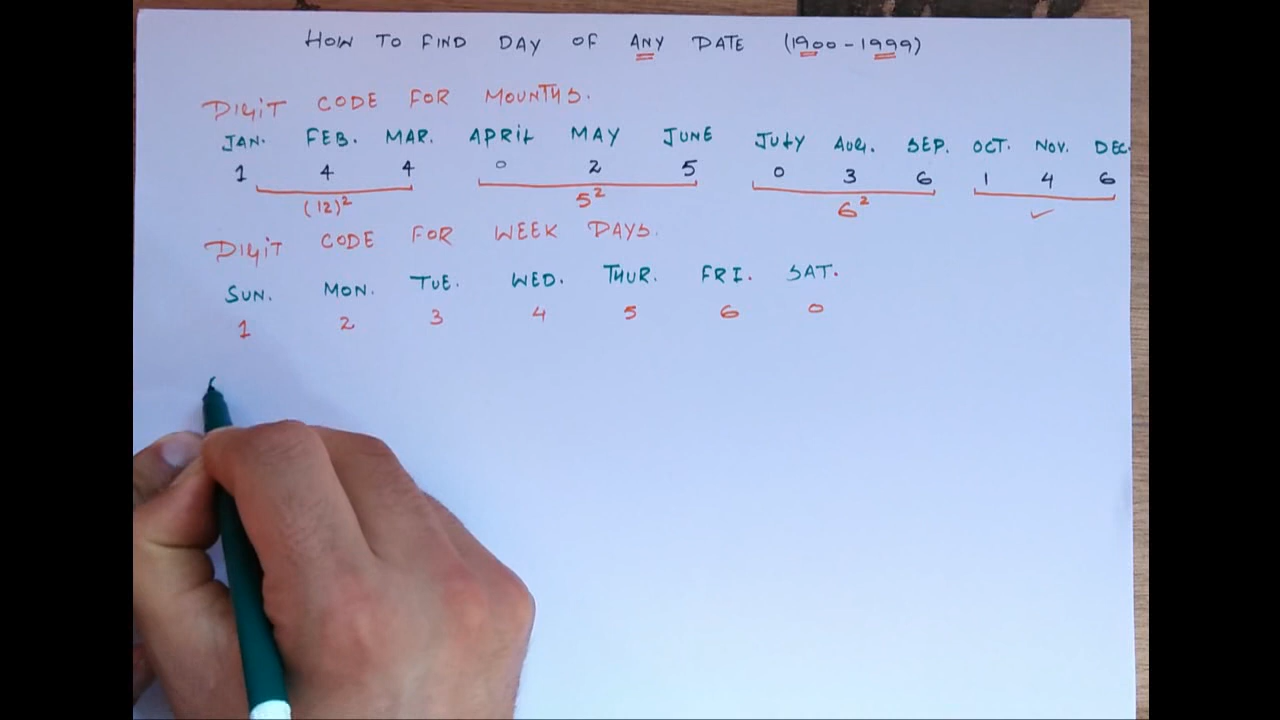 HOW TO FIND DAY OF ANY DATE (1900-1999)
DIGIT CODE FOR MOUNTHS.
JAN. FEB. MAR. APRIL MAY JUNE JULY AUG. SEP. OCT. NOV. DEC.
1 4 4 0 2 5 0 3 6 1 4 6
(12)² 5² 6² ✓
DIGIT CODE FOR WEEK DAYS.
SUN. MON. TUE. WED. THUR. FRI. SAT.
1 2 3 4 5 6 0